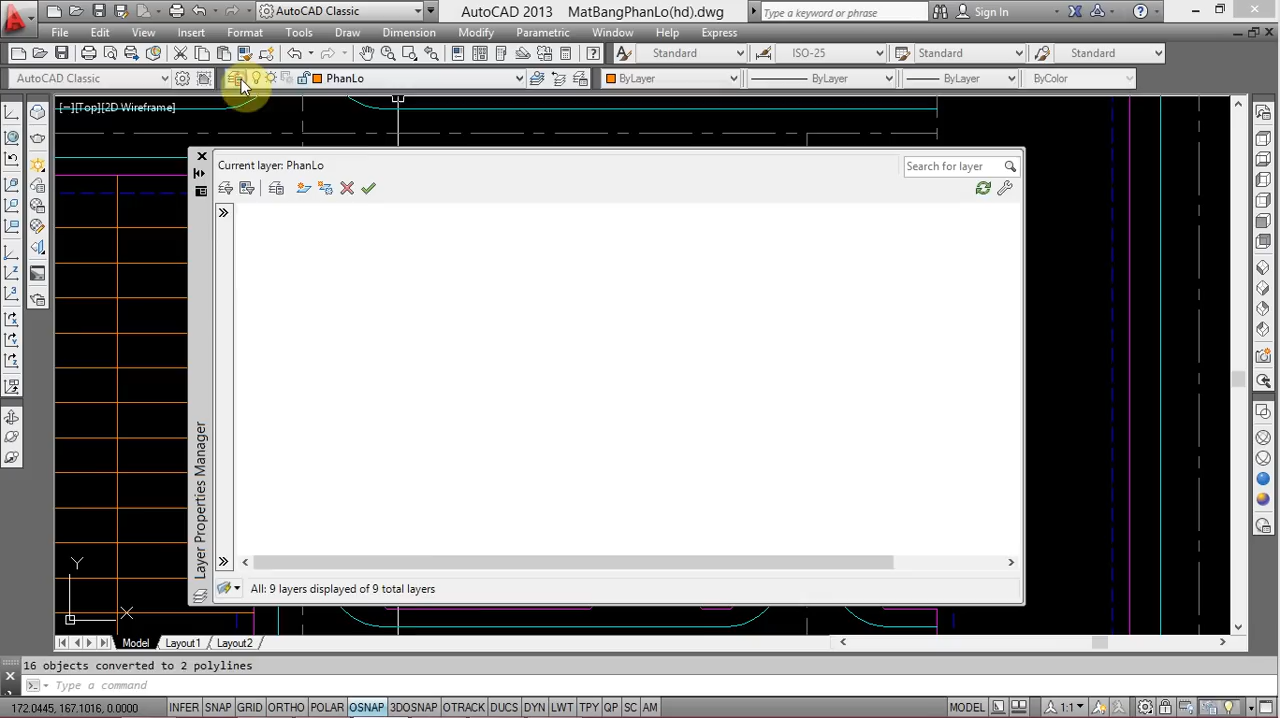 AutoCAD Classic
AutoCAD 2013 MatBangPhanLo(hd).dwg
Type a keyword or phrase
Sign In
File Edit View Insert Format Tools Draw Dimension Modify Parametric Window Help Express
Standard
ISO-25
Standard
Standard
AutoCAD Classic
PhanLo
ByLayer
ByLayer
ByLayer
ByColor
[−][Top][2D Wireframe]
Current layer: PhanLo
Search for layer
»
Layer Properties Manager
»
All: 9 layers displayed of 9 total layers
Y
X
Model Layout1 Layout2
16 objects converted to 2 polylines
Type a command
172.0445, 167.1016, 0.0000
INFER SNAP GRID ORTHO POLAR OSNAP 3DOSNAP OTRACK DUCS DYN LWT TPY QP SC AM
MODEL
1:1